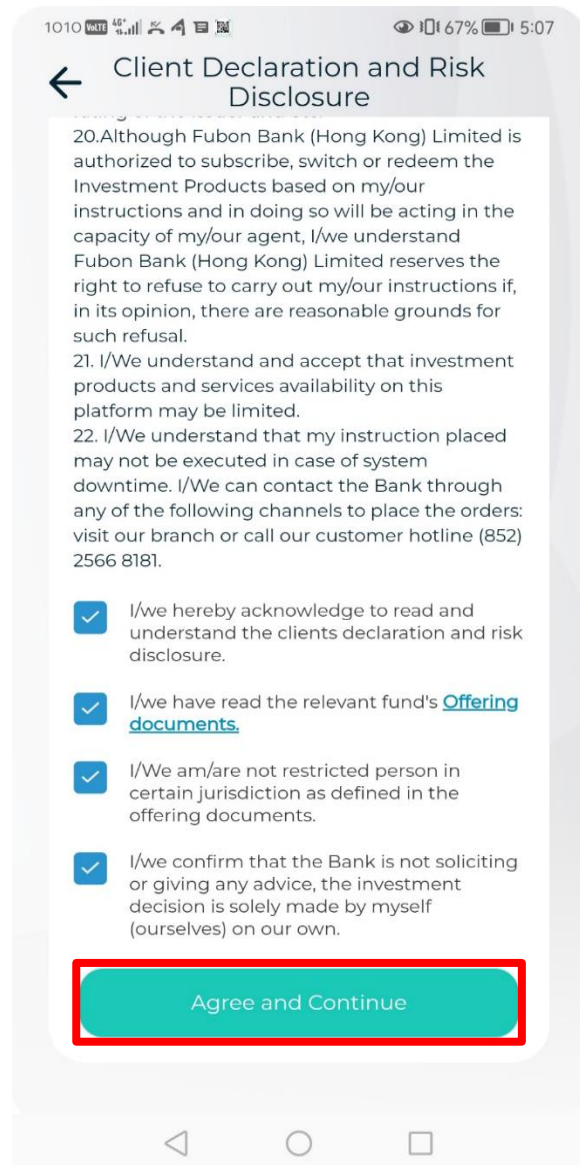 1010 VoLTE 4G+ 67% 5:07
Client Declaration and Risk
Disclosure
20.Although Fubon Bank (Hong Kong) Limited is
authorized to subscribe, switch or redeem the
Investment Products based on my/our
instructions and in doing so will be acting in the
capacity of my/our agent, I/we understand
Fubon Bank (Hong Kong) Limited reserves the
right to refuse to carry out my/our instructions if,
in its opinion, there are reasonable grounds for
such refusal.
21. I/We understand and accept that investment
products and services availability on this
platform may be limited.
22. I/We understand that my instruction placed
may not be executed in case of system
downtime. I/We can contact the Bank through
any of the following channels to place the orders:
visit our branch or call our customer hotline (852)
2566 8181.
I/we hereby acknowledge to read and
understand the clients declaration and risk
disclosure.
I/we have read the relevant fund's Offering
documents.
I/We am/are not restricted person in
certain jurisdiction as defined in the
offering documents.
I/we confirm that the Bank is not soliciting
or giving any advice, the investment
decision is solely made by myself
(ourselves) on our own.
Agree and Continue